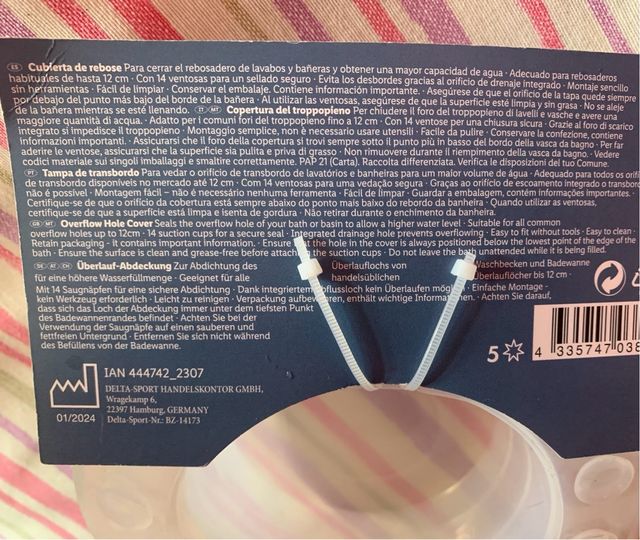 ES Cubierta de rebose Para cerrar el rebosadero de lavabos y bañeras y obtener una mayor capacidad de agua · Adecuado para rebosaderos
habituales de hasta 12 cm · Con 14 ventosas para un sellado seguro · Evita los desbordes gracias al orificio de drenaje integrado · Montaje sencillo
sin herramientas · Fácil de limpiar · Conservar el embalaje. Contiene información importante. · Asegúrese de que el orificio de la tapa quede siempre
por debajo del punto más bajo del borde de la bañera · Al utilizar las ventosas, asegúrese de que la superficie esté limpia y sin grasa · No se aleje
de la bañera mientras se esté llenando. IT MT Copertura del troppopieno Per chiudere il foro del troppopieno di lavelli e vasche e avere una
maggiore quantità di acqua. · Adatto per i comuni fori del troppopieno fino a 12 cm · Con 14 ventose per una chiusura sicura · Grazie al foro di scarico
integrato si impedisce il troppopieno · Montaggio semplice, non è necessario usare utensili · Facile da pulire · Conservare la confezione, contiene
informazioni importanti. · Assicurarsi che il foro della copertura si trovi sempre sotto il punto più in basso del bordo della vasca da bagno · Per far
aderire le ventose, assicurarsi che la superficie sia pulita e priva di grasso · Non rimuovere durante il riempimento della vasca da bagno. · Vedere
codici materiale sui singoli imballaggi e smaltire correttamente. PAP 21 (Carta). Raccolta differenziata. Verifica le disposizioni del tuo Comune.
PT Tampa de transbordo Para vedar o orifício de transbordo de lavatórios e banheiras para um maior volume de água · Adequado para todos os orifí
de transbordo disponíveis no mercado até 12 cm · Com 14 ventosas para uma vedação segura · Graças ao orifício de escoamento integrado o transbord
não é possível · Montagem fácil – não é necessário nenhuma ferramenta · Fácil de limpar · Guardar a embalagem, contém informações importantes. ·
Certifique-se de que o orifício da cobertura está sempre abaixo do ponto mais baixo do rebordo da banheira · Quando utilizar as ventosas,
certifique-se de que a superfície está limpa e isenta de gordura · Não retirar durante o enchimento da banheira.
GB MT Overflow Hole Cover Seals the overflow hole of your bath or basin to allow a higher water level · Suitable for all common
overflow holes up to 12cm · 14 suction cups for a secure seal · Integrated drainage hole prevents overflowing · Easy to fit without tools · Easy to clean ·
Retain packaging - it contains important information. · Ensure that the hole in the cover is always positioned below the lowest point of the edge of the
bath · Ensure the surface is clean and grease-free before attaching the suction cups · Do not leave the bath unattended while it is being filled.
DE AT CH Überlauf-Abdeckung Zur Abdichtung des Überlauflochs von Waschbecken und Badewanne
für eine höhere Wasserfüllmenge · Geeignet für alle handelsüblichen Überlauflöcher bis 12 cm ·
Mit 14 Saugnäpfen für eine sichere Abdichtung · Dank integriertem Abflussloch kein Überlaufen möglich · Einfache Montage –
kein Werkzeug erforderlich · Leicht zu reinigen · Verpackung aufbewahren, enthält wichtige Informationen. · Achten Sie darauf,
dass sich das Loch der Abdeckung immer unter dem tiefsten Punkt
des Badewannenrandes befindet · Achten Sie bei der
Verwendung der Saugnäpfe auf einen sauberen und
fettfreien Untergrund · Entfernen Sie sich nicht während
des Befüllens von der Badewanne.
5
4 335747 038
IAN 444742_2307
DELTA-SPORT HANDELSKONTOR GMBH,
Wragekamp 6,
22397 Hamburg, GERMANY
Delta-Sport-Nr.: BZ-14173
01/2024